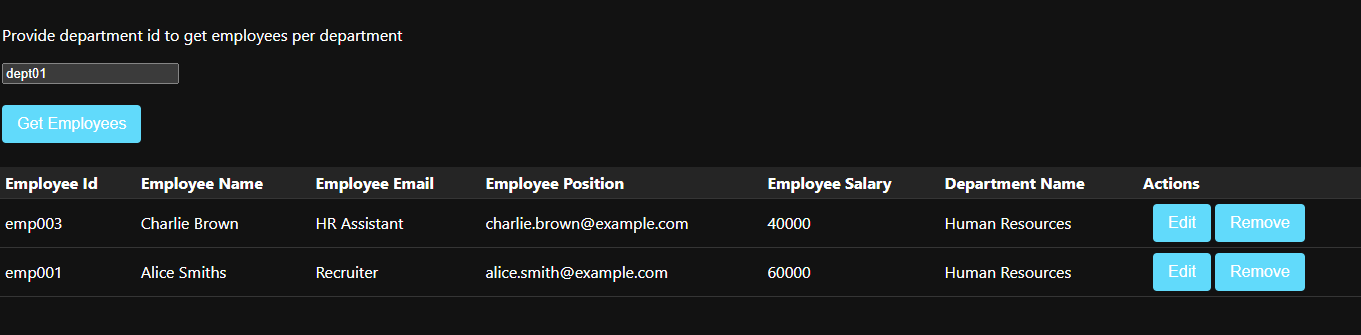 Provide department id to get employees per department
dept01
Get Employees
Employee Id Employee Name Employee Email Employee Position Employee Salary Department Name Actions
emp003 Charlie Brown HR Assistant charlie.brown@example.com 40000 Human Resources Edit Remove
emp001 Alice Smiths Recruiter alice.smith@example.com 60000 Human Resources Edit Remove